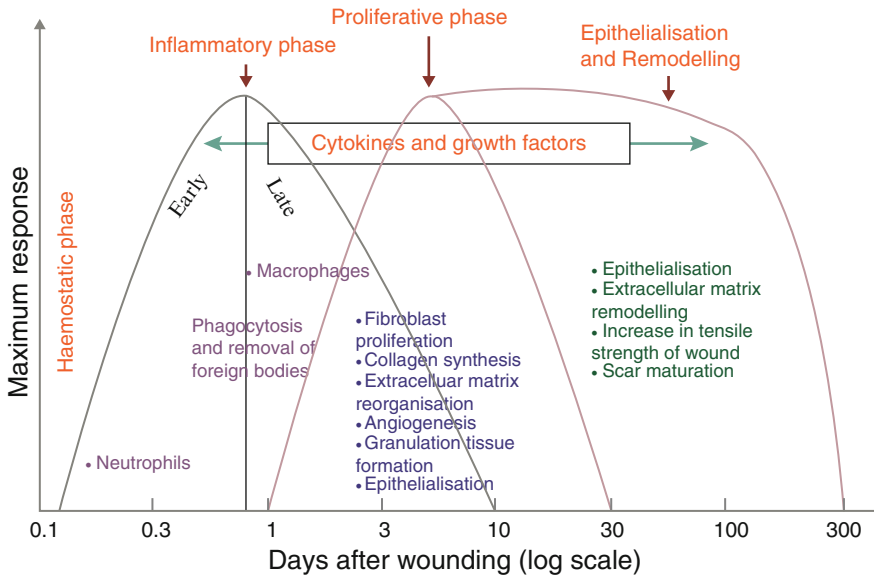 Proliferative phase
Inflammatory phase
Epithelialisation
and Remodelling
Cytokines and growth factors
Early
Late
Maximum response
Haemostatic phase
• Macrophages
Phagocytosis
and removal of
foreign bodies
• Neutrophils
• Fibroblast
proliferation
• Collagen synthesis
• Extracelluar matrix
reorganisation
• Angiogenesis
• Granulation tissue
formation
• Epithelialisation
• Epithelialisation
• Extracellular matrix
remodelling
• Increase in tensile
strength of wound
• Scar maturation
0.1 0.3 1 3 10 30 100 300
Days after wounding (log scale)